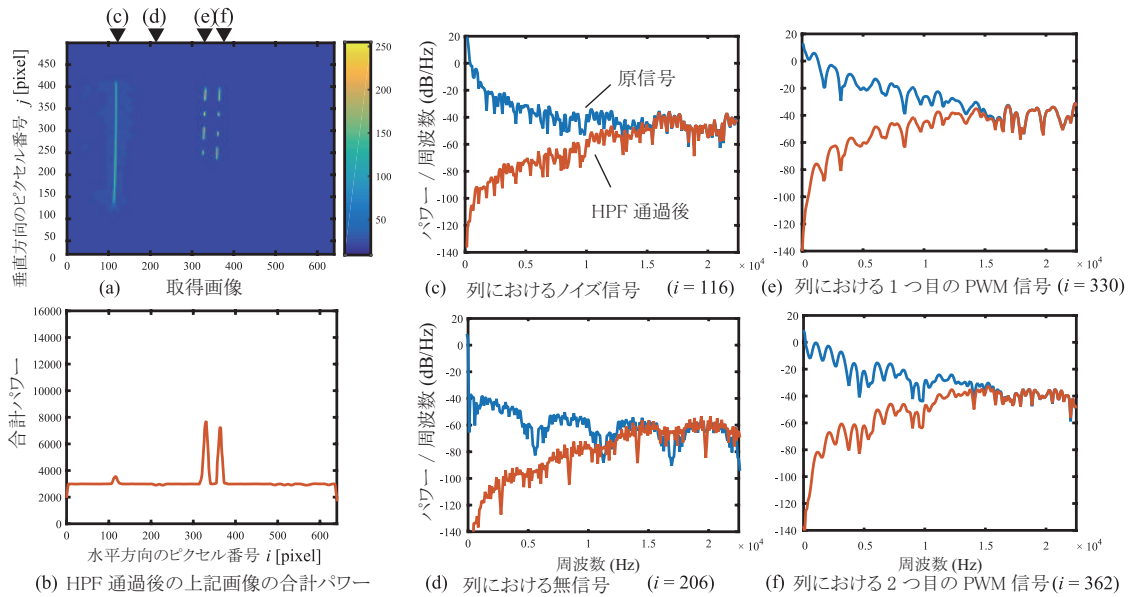 (c) (d) (e) (f)
垂直方向のピクセル番号 j [pixel]
450
400
350
300
250
200
150
100
50
0
0 100 200 300 400 500 600
250
200
150
100
50
(a) 取得画像
合計パワー
16000
14000
12000
10000
8000
6000
4000
2000
0
0 100 200 300 400 500 600
水平方向のピクセル番号 i [pixel]
(b) HPF 通過後の上記画像の合計パワー
パワー / 周波数 (dB/Hz)
20
0
-20
-40
-60
-80
-100
-120
-140
原信号
HPF 通過後
0 0.5 1 1.5 2
× 10⁴
(c) 列におけるノイズ信号 (i = 116)
20
0
-20
-40
-60
-80
-100
-120
-140
0 0.5 1 1.5 2
× 10⁴
(e) 列における 1 つ目の PWM 信号 (i = 330)
パワー / 周波数 (dB/Hz)
20
0
-20
-40
-60
-80
-100
-120
-140
0 0.5 1 1.5 2
× 10⁴
周波数 (Hz)
(d) 列における無信号 (i = 206)
20
0
-20
-40
-60
-80
-100
-120
-140
0 0.5 1 1.5 2
× 10⁴
周波数 (Hz)
(f) 列における 2 つ目の PWM 信号 (i = 362)